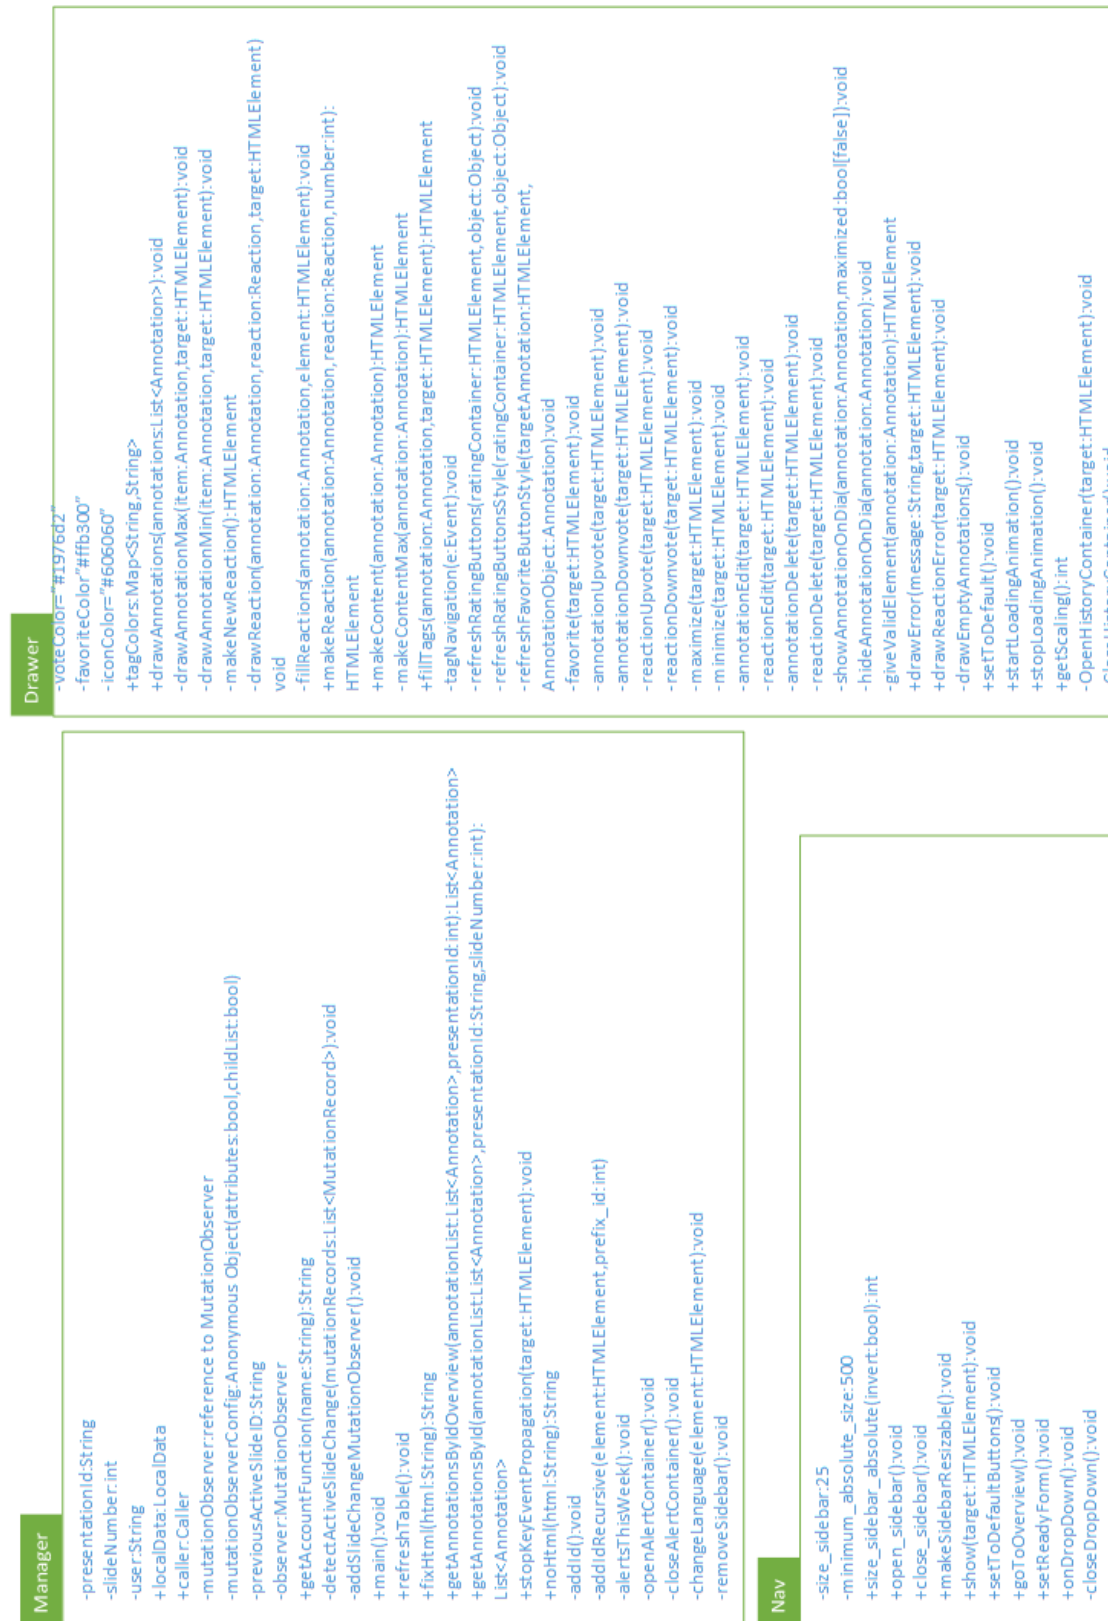 Manager
-presentationId:String
-slideNumber:int
-user:String
+localData:LocalData
+caller:Caller
-mutationObserver:reference to MutationObserver
-mutationObserverConfig:Anonymous Object(attributes:bool,childList:bool)
-previousActiveSlideID:String
-observer:MutationObserver
+getAccountFunction(name:String):String
-detectActiveSlideChange(mutationRecords:List<MutationRecord>):void
-addSlideChangeMutationObserver():void
+main():void
+refreshTable():void
+fixHtml(html:String):String
+getAnnotationsByIdOverview(annotationList:List<Annotation>,presentationId:int):List<Annotation>
+getAnnotationsById(annotationList:List<Annotation>,presentationId:String,slideNumber:int):
List<Annotation>
+stopKeyEventPropagation(target:HTMLElement):void
+noHtml(html:String):String
-addId():void
-addIdRecursive(element:HTMLElement,prefix_id:int)
-alertsThisWeek():void
-openAlertContainer():void
-closeAlertContainer():void
-changeLanguage(element:HTMLElement):void
-removeSidebar():void
Nav
-size_sidebar:25
-minimum_absolute_size:500
+size_sidebar_absolute(invert:bool):int
+open_sidebar():void
+close_sidebar():void
+makeSidebarResizable():void
+show(target:HTMLElement):void
+setToDefaultButtons():void
+goToOverview():void
+setReadyForm():void
+onDropDown():void
-closeDropDown():void
Drawer
-voteColor="#1976d2"
-favoriteColor"#ffb300"
-iconColor="#606060"
+tagColors:Map<String,String>
+drawAnnotations(annotations:List<Annotation>):void
-drawAnnotationMax(item:Annotation,target:HTMLElement):void
-drawAnnotationMin(item:Annotation,target:HTMLElement):void
-makeNewReaction():HTMLElement
-drawReaction(annotation:Annotation,reaction:Reaction,target:HTMLElement)
void
-fillReactions(annotation:Annotation,element:HTMLElement):void
+makeReaction(annotation:Annotation,reaction:Reaction,number:int):
HTMLElement
+makeContent(annotation:Annotation):HTMLElement
-makeContentMax(annotation:Annotation):HTMLElement
+fillTags(annotation:Annotation,target:HTMLElement):HTMLElement
-tagNavigation(e:Event):void
-refreshRatingButtons(ratingContainer:HTMLElement,object:Object):void
-refreshRatingButtonsStyle(ratingContainer:HTMLElement,object:Object):void
-refreshFavoriteButtonStyle(targetAnnotation:HTMLElement,
AnnotationObject:Annotation):void
-favorite(target:HTMLElement):void
-annotationUpvote(target:HTMLElement):void
-annotationDownvote(target:HTMLElement):void
-reactionUpvote(target:HTMLElement):void
-reactionDownvote(target:HTMLElement):void
-maximize(target:HTMLElement):void
-minimize(target:HTMLElement):void
-annotationEdit(target:HTMLElement):void
-reactionEdit(target:HTMLElement):void
-annotationDelete(target:HTMLElement):void
-reactionDelete(target:HTMLElement):void
-showAnnotationOnDia(annotation:Annotation,maximized:bool[false]):void
-hideAnnotationOnDia(annotation:Annotation):void
-giveValidElement(annotation:Annotation):HTMLElement
+drawError(message:String,target:HTMLElement):void
+drawReactionError(target:HTMLElement):void
-drawEmptyAnnotations():void
+setToDefault():void
+startLoadingAnimation():void
+stopLoadingAnimation():void
+getScaling():int
-OpenHistoryContainer(target:HTMLElement):void